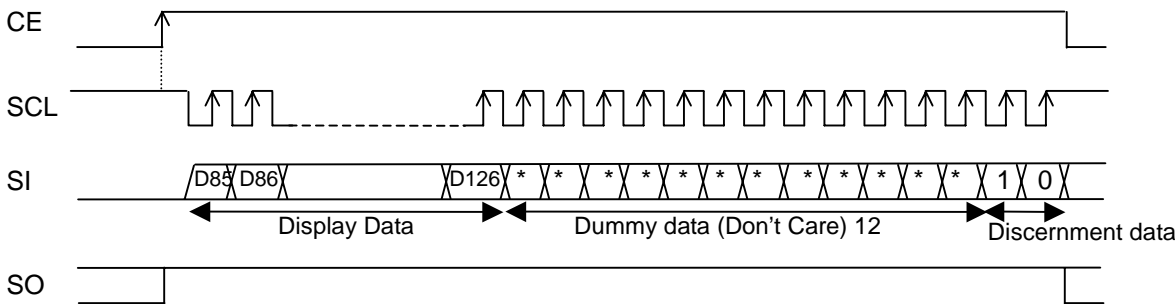 CE
SCL
SI D85 D86 D126 * * * * * * * * * * * * 1 0
Display Data Dummy data (Don't Care) 12 Discernment data
SO